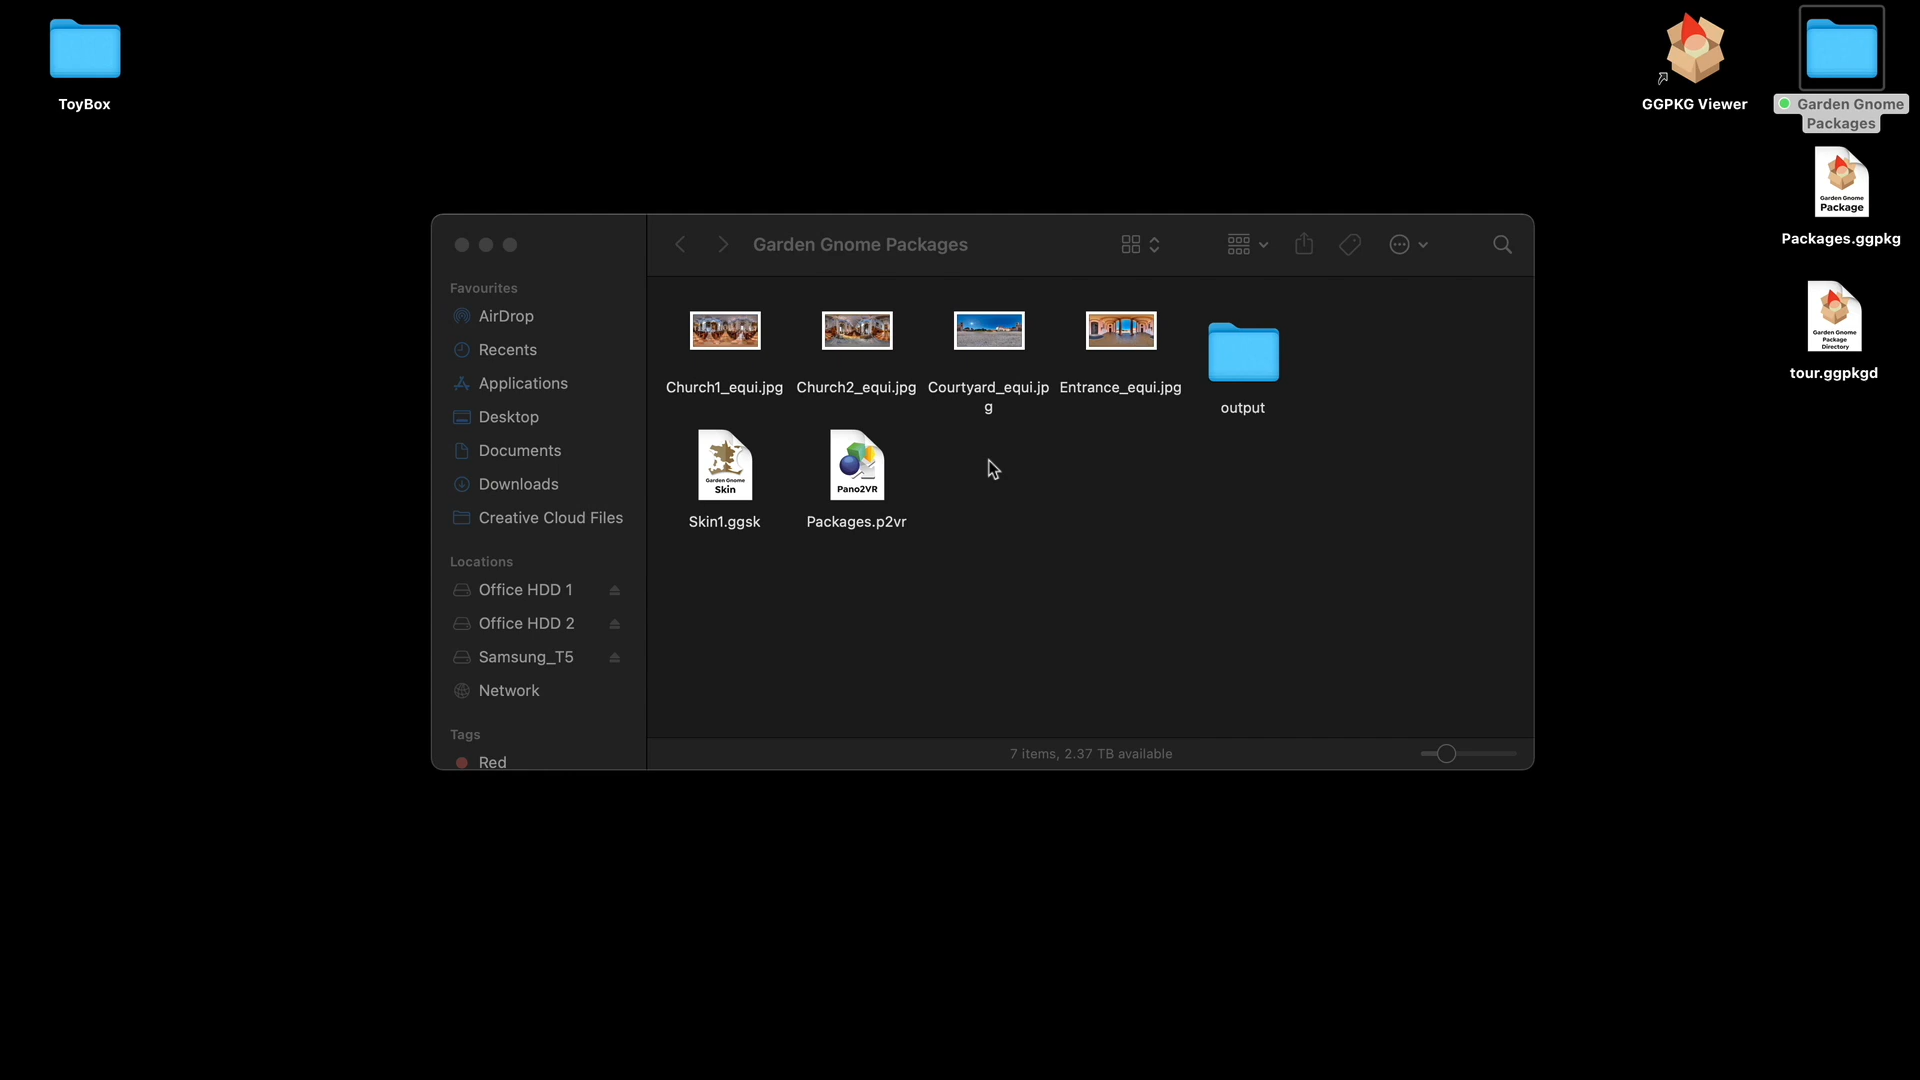 ToyBox
GGPKG Viewer
Garden Gnome
Packages
Garden Gnome
Package
Packages.ggpkg
Garden Gnome
Package
Directory
tour.ggpkgd
Garden Gnome Packages
Favourites
AirDrop
Recents
Applications
Desktop
Documents
Downloads
Creative Cloud Files
Locations
Office HDD 1
Office HDD 2
Samsung_T5
Network
Tags
Red
Church1_equi.jpg
Church2_equi.jpg
Courtyard_equi.jp
g
Entrance_equi.jpg
output
Garden Gnome
Skin
Skin1.ggsk
Pano2VR
Packages.p2vr
7 items, 2.37 TB available